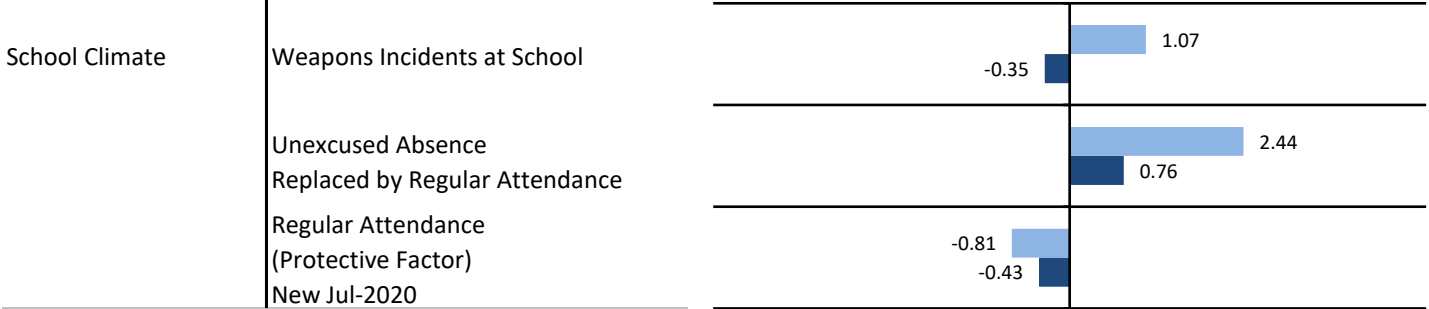 1.07
School Climate Weapons Incidents at School
-0.35
Unexcused Absence
2.44
Replaced by Regular Attendance
0.76
Regular Attendance
-0.81
(Protective Factor)
-0.43
New Jul-2020